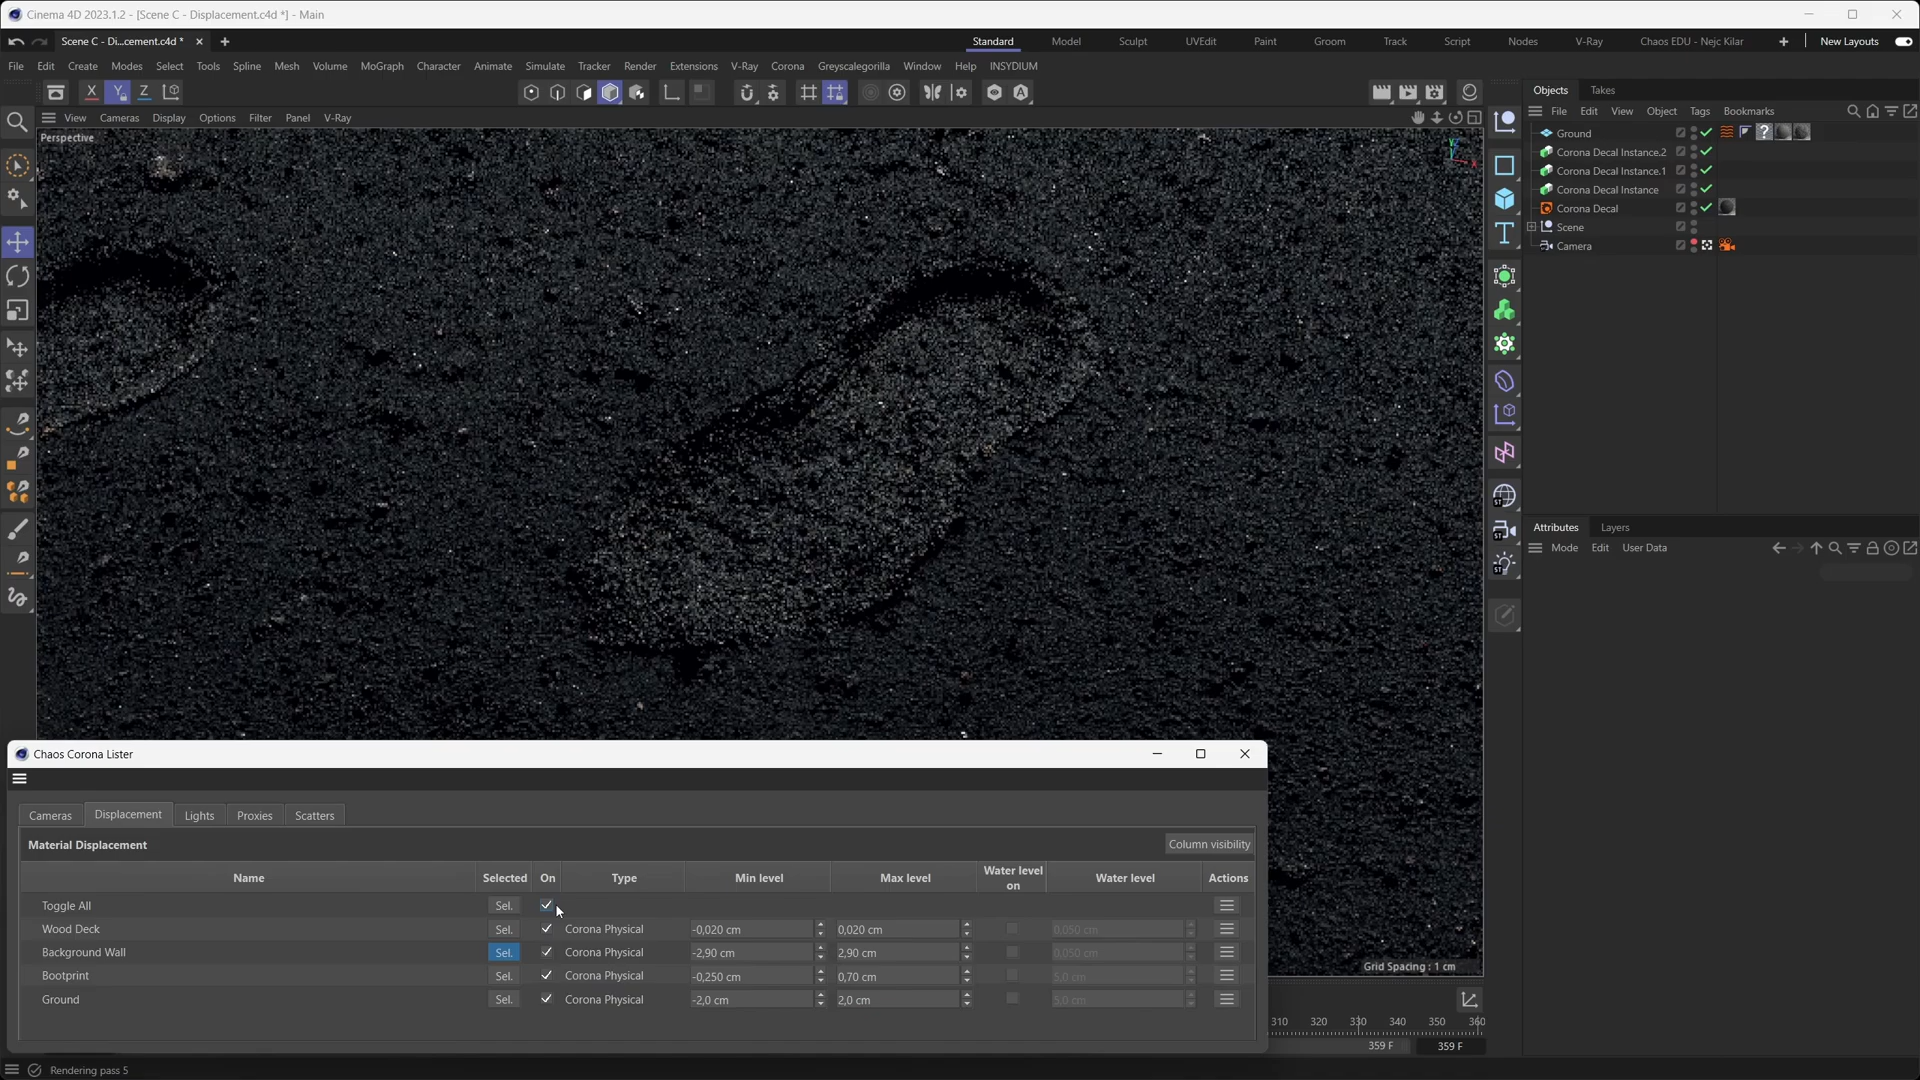 Cinema 4D 2023.1.2 - [Scene C - Displacement.c4d *] - Main
Scene C - Di...cement.c4d *
Standard Model Sculpt UVEdit Paint Groom Track Script Nodes V-Ray Chaos EDU - Nejc Kilar New Layouts
File Edit Create Modes Select Tools Spline Mesh Volume MoGraph Character Animate Simulate Tracker Render Extensions V-Ray Corona Greyscalegorilla Window Help INSYDIUM
X Y Z
Objects Takes
View Cameras Display Options Filter Panel V-Ray
File Edit View Object Tags Bookmarks
Perspective
Ground
Corona Decal Instance.2
Corona Decal Instance.1
Corona Decal Instance
Corona Decal
Scene
Camera
Attributes Layers
Mode Edit User Data
Chaos Corona Lister
Cameras Displacement Lights Proxies Scatters
Material Displacement
Column visibility
Name Selected On Type Min level Max level Water level on Water level Actions
Toggle All Sel.
Wood Deck Sel. Corona Physical -0,020 cm 0,020 cm 0,050 cm
Background Wall Sel. Corona Physical -2,90 cm 2,90 cm 0,050 cm
Bootprint Sel. Corona Physical -0,250 cm 0,70 cm 5,0 cm
Ground Sel. Corona Physical -2,0 cm 2,0 cm 5,0 cm
Grid Spacing : 1 cm
310 320 330 340 350 360
359 F 359 F
Rendering pass 5